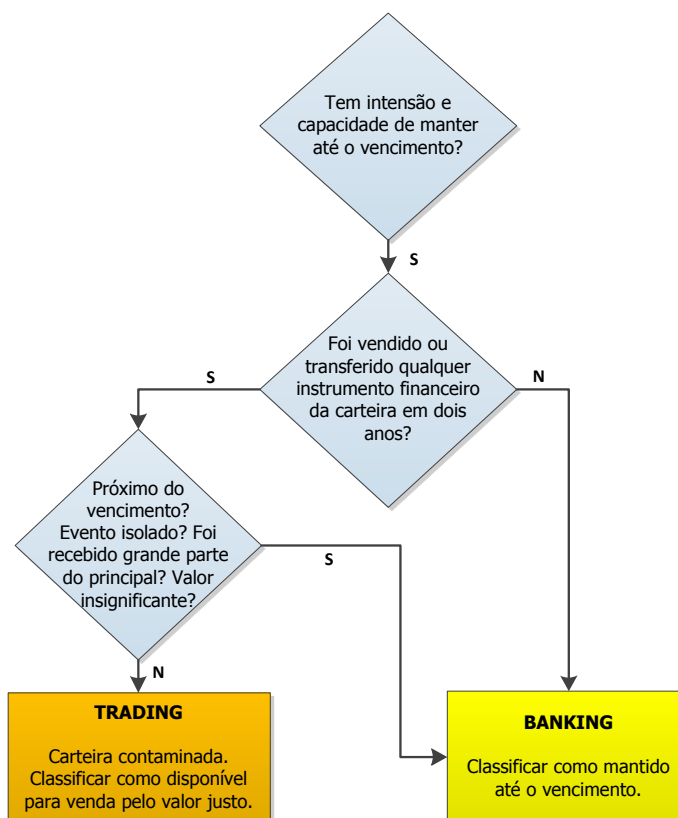 Tem intensão e
capacidade de manter
até o vencimento?
S
Foi vendido ou
transferido qualquer
instrumento financeiro
da carteira em dois
anos?
S
N
Próximo do
vencimento?
Evento isolado? Foi
recebido grande parte
do principal? Valor
insignificante?
S
N
TRADING
Carteira contaminada.
Classificar como disponível
para venda pelo valor justo.
BANKING
Classificar como mantido
até o vencimento.